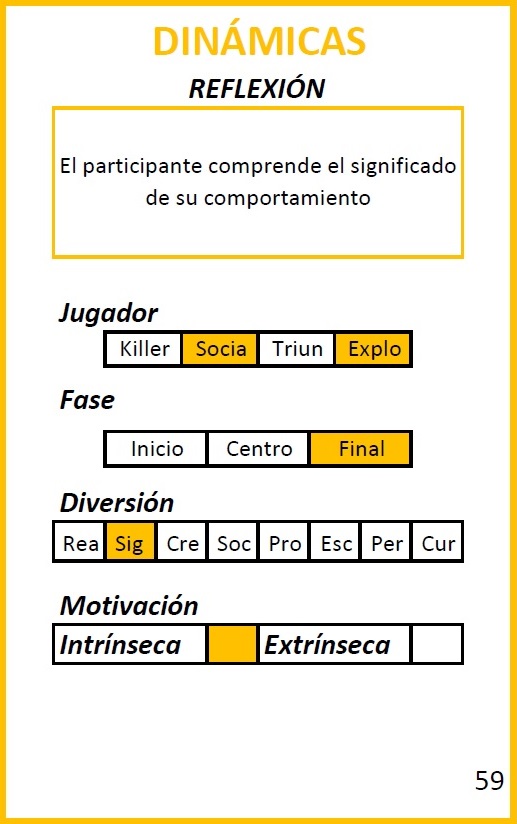 DINÁMICAS
REFLEXIÓN
El participante comprende el significado
de su comportamiento
Jugador
Killer Socia Triun Explo
Fase
Inicio Centro Final
Diversión
Rea Sig Cre Soc Pro Esc Per Cur
Motivación
Intrínseca Extrínseca
59